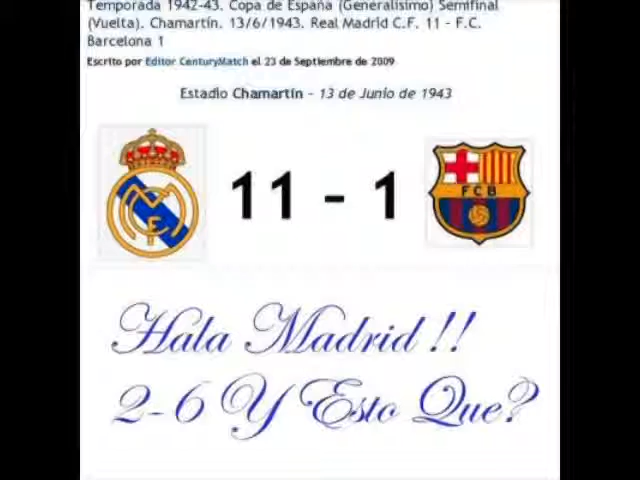 Temporada 1942-43. Copa de España (Generalísimo) Semifinal
(Vuelta). Chamartín. 13/6/1943. Real Madrid C.F. 11 - F.C.
Barcelona 1
Escrito por Editor CenturyMatch el 23 de Septiembre de 2009
Estadio Chamartín - 13 de Junio de 1943
11 - 1
FCB
Hala Madrid !!
2-6 Y Esto Que?